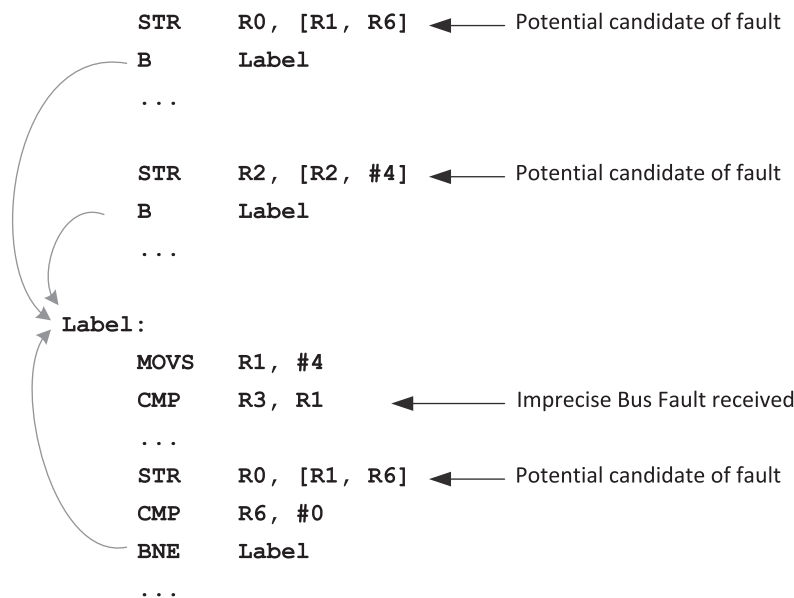 STR R0, [R1, R6] Potential candidate of fault
B Label
...
STR R2, [R2, #4] Potential candidate of fault
B Label
...
Label:
MOVS R1, #4
CMP R3, R1 Imprecise Bus Fault received
...
STR R0, [R1, R6] Potential candidate of fault
CMP R6, #0
BNE Label
...